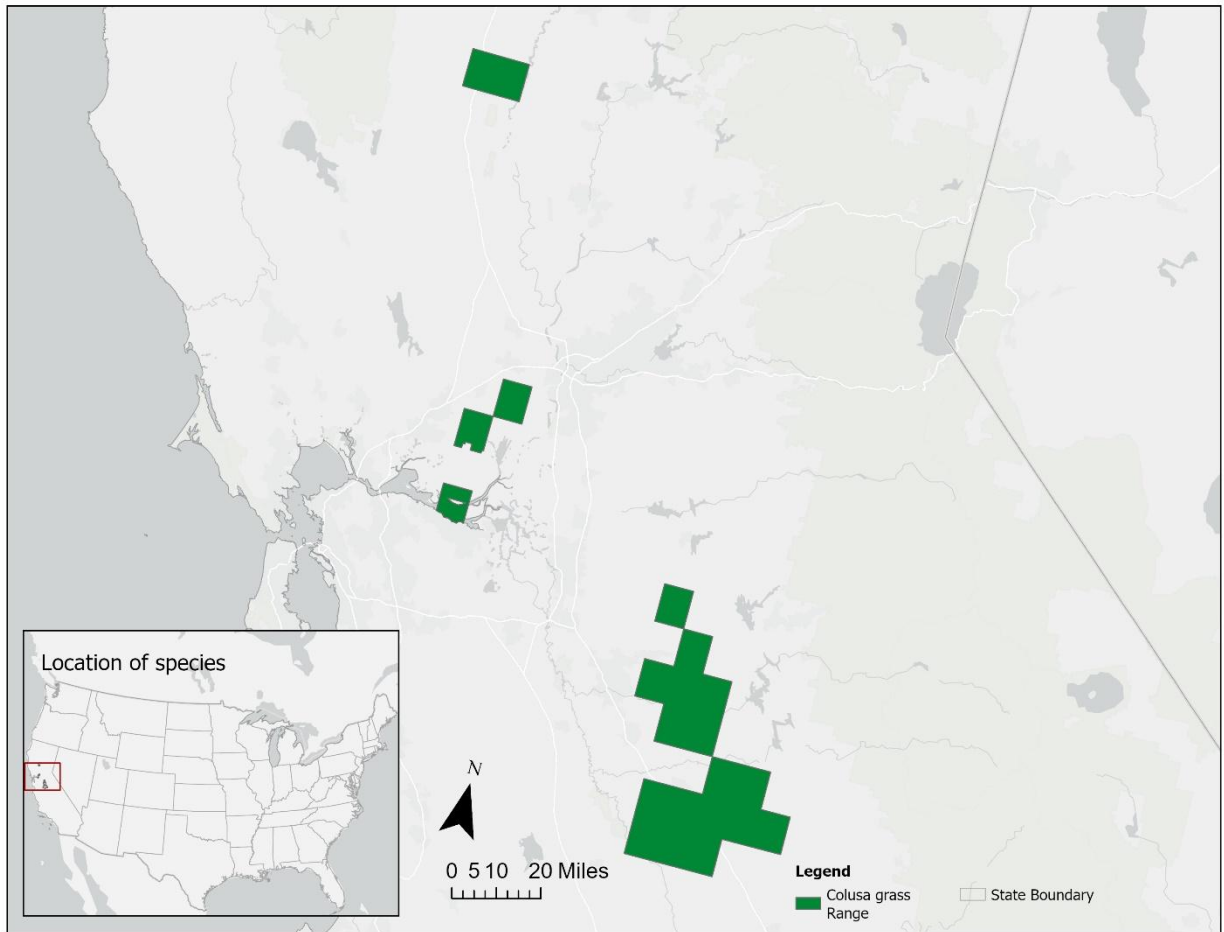 Location of species
N
0 5 10 20 Miles
Legend
Colusa grass
Range
State Boundary